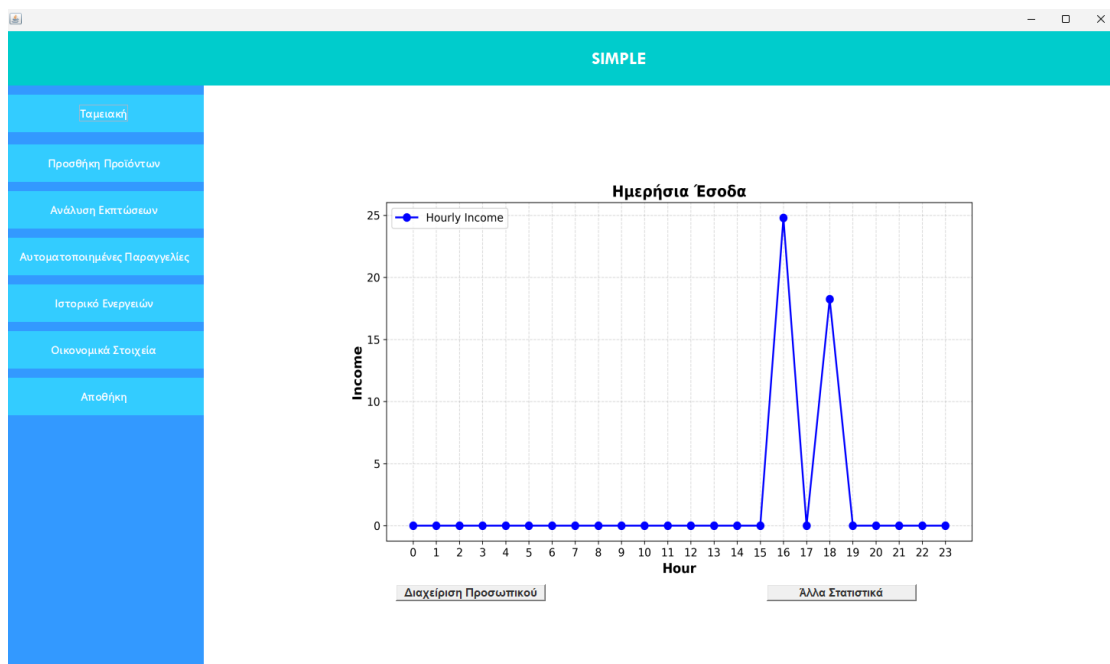 SIMPLE
Ταμειακή
Προσθήκη Προϊόντων
Ανάλυση Εκπτώσεων
Αυτοματοποιημένες Παραγγελίες
Ιστορικό Ενεργειών
Οικονομικά Στοιχεία
Αποθήκη
Ημερήσια Έσοδα
Hourly Income
25
20
15
10
5
0
Income
0 1 2 3 4 5 6 7 8 9 10 11 12 13 14 15 16 17 18 19 20 21 22 23
Hour
Διαχείριση Προσωπικού
Άλλα Στατιστικά